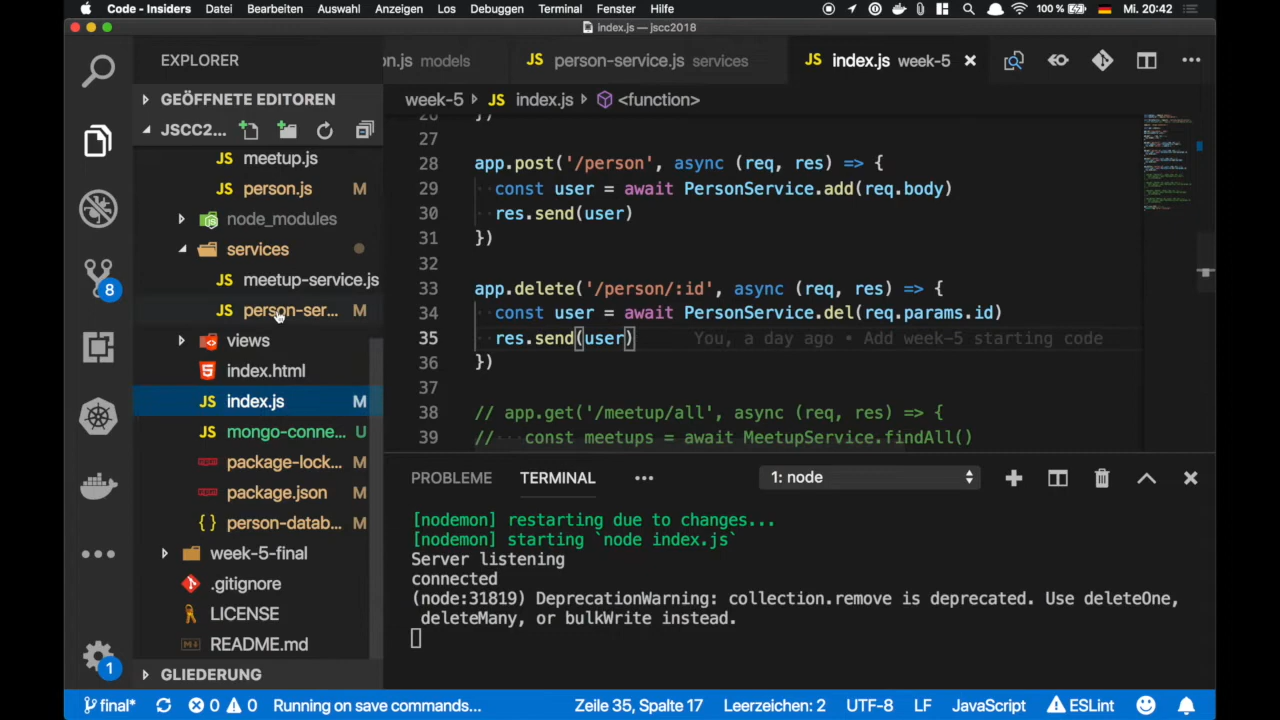 Code - Insiders Datei Bearbeiten Auswahl Anzeigen Los Debuggen Terminal Fenster Hilfe 100 % Mi. 20:42
index.js — jscc2018
EXPLORER
GEÖFFNETE EDITOREN
JSCC2...
meetup.js
person.js M
node_modules
services
meetup-service.js
person-ser... M
views
index.html
index.js M
mongo-conne... U
package-lock... M
package.json M
person-datab... M
week-5-final
.gitignore
LICENSE
README.md
GLIEDERUNG
8
1
on.js models
JS person-service.js services
JS index.js week-5
week-5 JS index.js <function>
26 })
27
28 app.post('/person', async (req, res) => {
29 const user = await PersonService.add(req.body)
30 res.send(user)
31 })
32
33 app.delete('/person/:id', async (req, res) => {
34 const user = await PersonService.del(req.params.id)
35 res.send(user) You, a day ago • Add week-5 starting code
36 })
37
38 // app.get('/meetup/all', async (req, res) => {
39 // const meetups = await MeetupService.findAll()
PROBLEME TERMINAL 1: node
[nodemon] restarting due to changes...
[nodemon] starting `node index.js`
Server listening
connected
(node:31819) DeprecationWarning: collection.remove is deprecated. Use deleteOne,
deleteMany, or bulkWrite instead.
final* 0 0 Running on save commands... Zeile 35, Spalte 17 Leerzeichen: 2 UTF-8 LF JavaScript ESLint